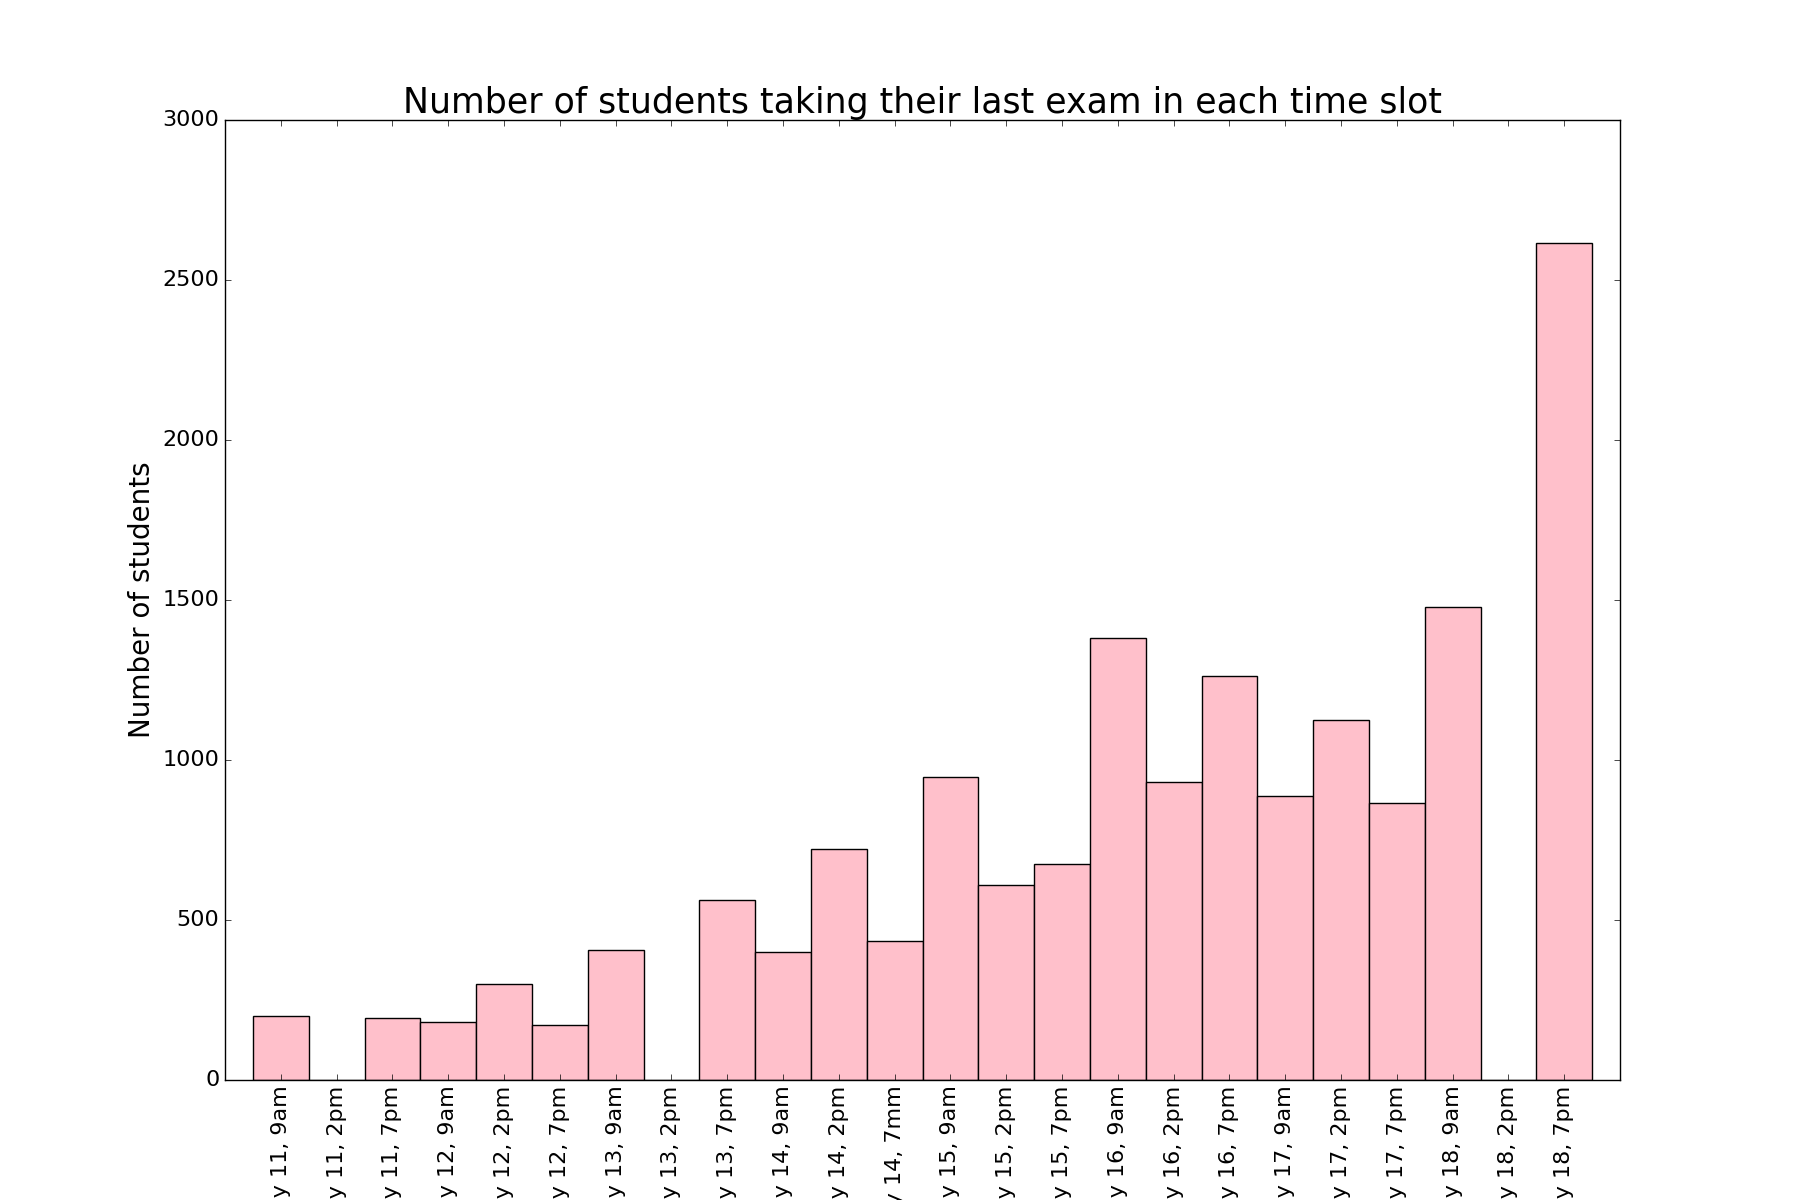 Number of students taking their last exam in each time slot
Number of students
3000
2500
2000
1500
1000
500
0
y 11, 9am
y 11, 2pm
y 11, 7pm
y 12, 9am
y 12, 2pm
y 12, 7pm
y 13, 9am
y 13, 2pm
y 13, 7pm
y 14, 9am
y 14, 2pm
y 14, 7mm
y 15, 9am
y 15, 2pm
y 15, 7pm
y 16, 9am
y 16, 2pm
y 16, 7pm
y 17, 9am
y 17, 2pm
y 17, 7pm
y 18, 9am
y 18, 2pm
y 18, 7pm